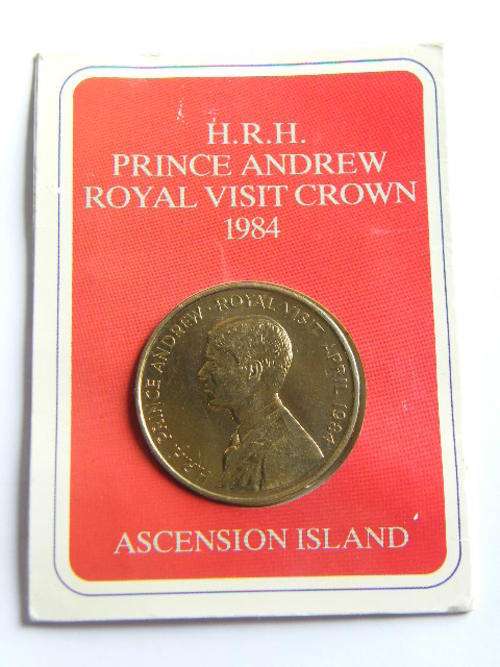 H.R.H.
PRINCE ANDREW
ROYAL VISIT CROWN
1984
H.R.H. PRINCE ANDREW · ROYAL VISIT APRIL 1984
ASCENSION ISLAND